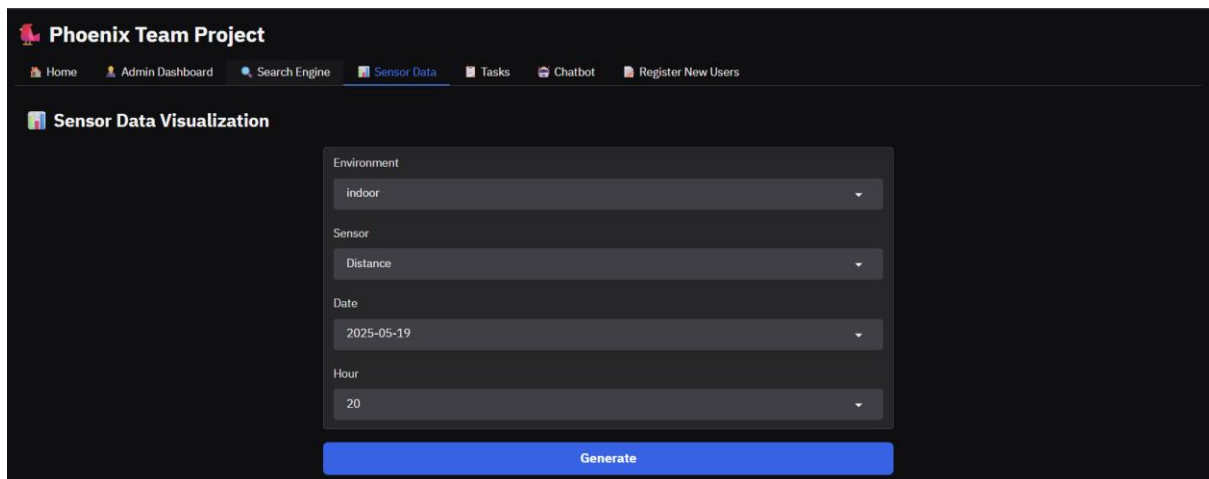 Phoenix Team Project
Home Admin Dashboard Search Engine Sensor Data Tasks Chatbot Register New Users
Sensor Data Visualization
Environment
indoor
Sensor
Distance
Date
2025-05-19
Hour
20
Generate